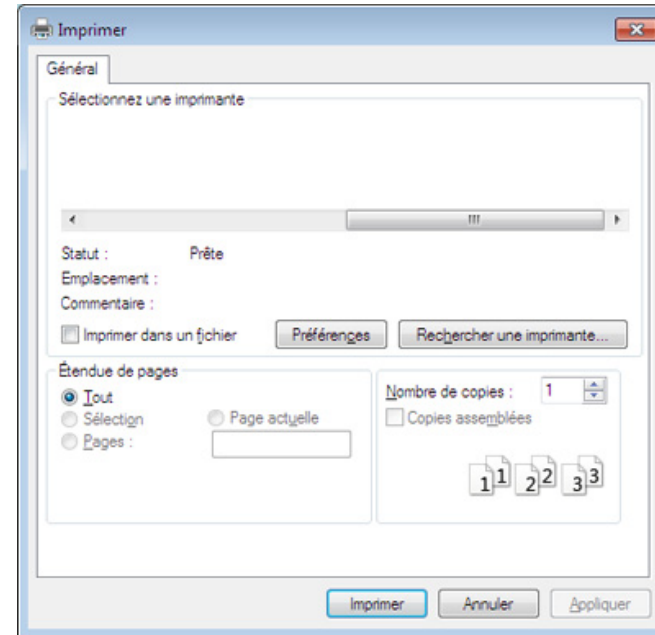 Imprimer
Général
Sélectionnez une imprimante
Statut : Prête
Emplacement :
Commentaire :
Imprimer dans un fichier Préférences Rechercher une imprimante...
Étendue de pages
Tout
Sélection Page actuelle
Pages :
Nombre de copies : 1
Copies assemblées
1 1 2 2 3 3
Imprimer Annuler Appliquer